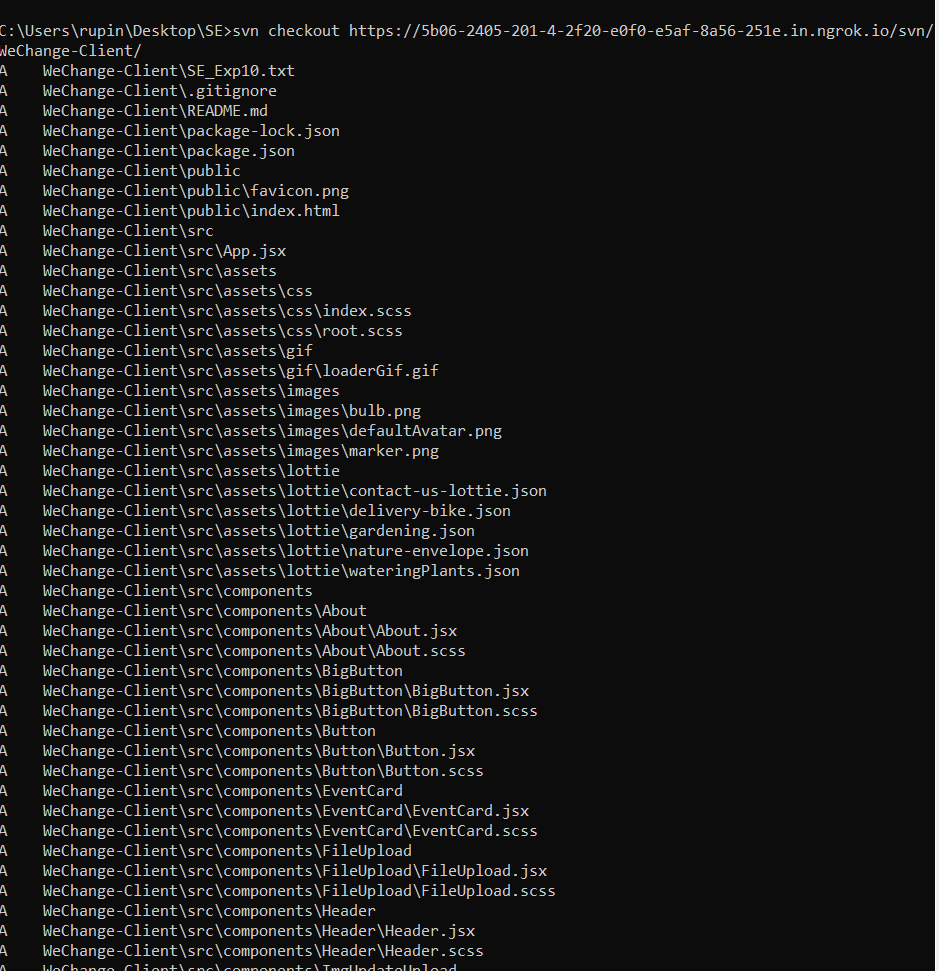 C:\Users\rupin\Desktop\SE>svn checkout https://5b06-2405-201-4-2f20-e0f0-e5af-8a56-251e.in.ngrok.io/svn/
WeChange-Client/
A    WeChange-Client\SE_Exp10.txt
A    WeChange-Client\.gitignore
A    WeChange-Client\README.md
A    WeChange-Client\package-lock.json
A    WeChange-Client\package.json
A    WeChange-Client\public
A    WeChange-Client\public\favicon.png
A    WeChange-Client\public\index.html
A    WeChange-Client\src
A    WeChange-Client\src\App.jsx
A    WeChange-Client\src\assets
A    WeChange-Client\src\assets\css
A    WeChange-Client\src\assets\css\index.scss
A    WeChange-Client\src\assets\css\root.scss
A    WeChange-Client\src\assets\gif
A    WeChange-Client\src\assets\gif\loaderGif.gif
A    WeChange-Client\src\assets\images
A    WeChange-Client\src\assets\images\bulb.png
A    WeChange-Client\src\assets\images\defaultAvatar.png
A    WeChange-Client\src\assets\images\marker.png
A    WeChange-Client\src\assets\lottie
A    WeChange-Client\src\assets\lottie\contact-us-lottie.json
A    WeChange-Client\src\assets\lottie\delivery-bike.json
A    WeChange-Client\src\assets\lottie\gardening.json
A    WeChange-Client\src\assets\lottie\nature-envelope.json
A    WeChange-Client\src\assets\lottie\wateringPlants.json
A    WeChange-Client\src\components
A    WeChange-Client\src\components\About
A    WeChange-Client\src\components\About\About.jsx
A    WeChange-Client\src\components\About\About.scss
A    WeChange-Client\src\components\BigButton
A    WeChange-Client\src\components\BigButton\BigButton.jsx
A    WeChange-Client\src\components\BigButton\BigButton.scss
A    WeChange-Client\src\components\Button
A    WeChange-Client\src\components\Button\Button.jsx
A    WeChange-Client\src\components\Button\Button.scss
A    WeChange-Client\src\components\EventCard
A    WeChange-Client\src\components\EventCard\EventCard.jsx
A    WeChange-Client\src\components\EventCard\EventCard.scss
A    WeChange-Client\src\components\FileUpload
A    WeChange-Client\src\components\FileUpload\FileUpload.jsx
A    WeChange-Client\src\components\FileUpload\FileUpload.scss
A    WeChange-Client\src\components\Header
A    WeChange-Client\src\components\Header\Header.jsx
A    WeChange-Client\src\components\Header\Header.scss
A    WeChange-Client\src\components\ImgUpdateUpload